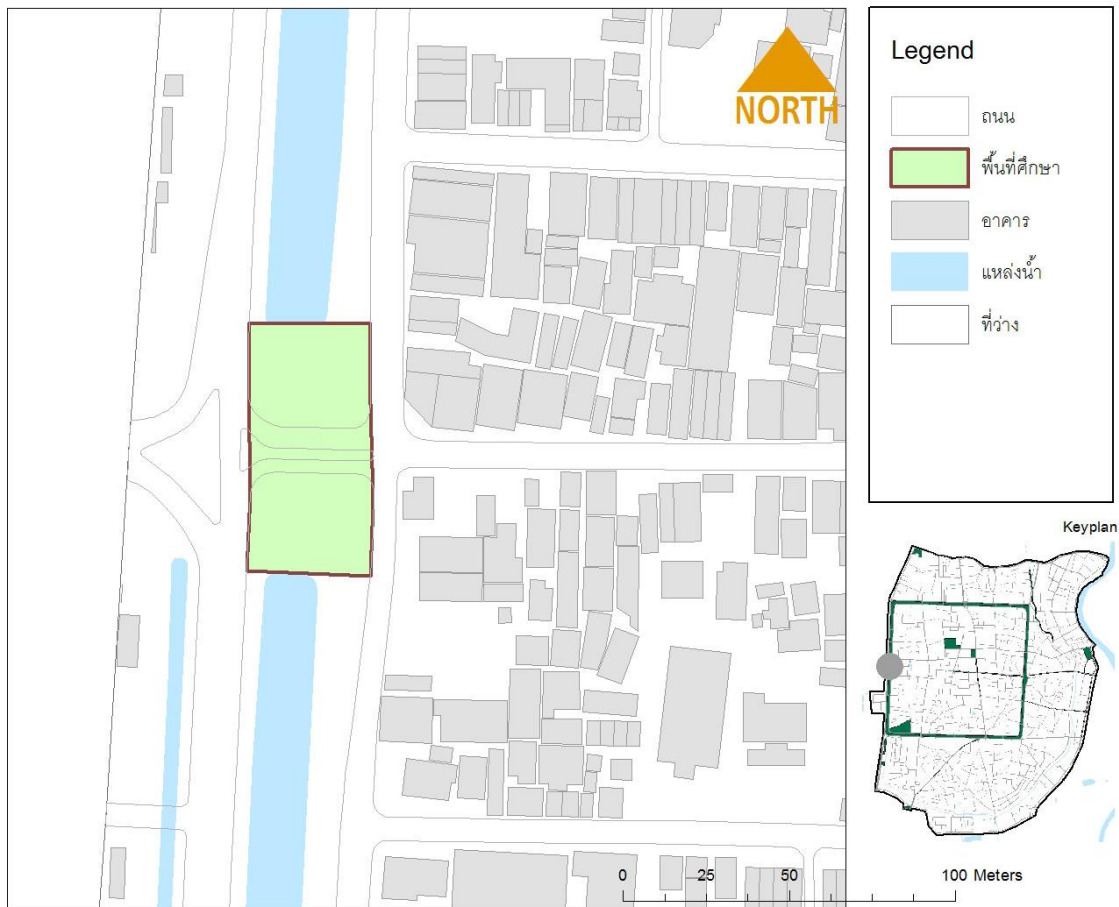 NORTH
Legend
ถนน
พื้นที่ศึกษา
อาคาร
แหล่งน้ำ
ที่ว่าง
Keyplan
0 25 50 100 Meters